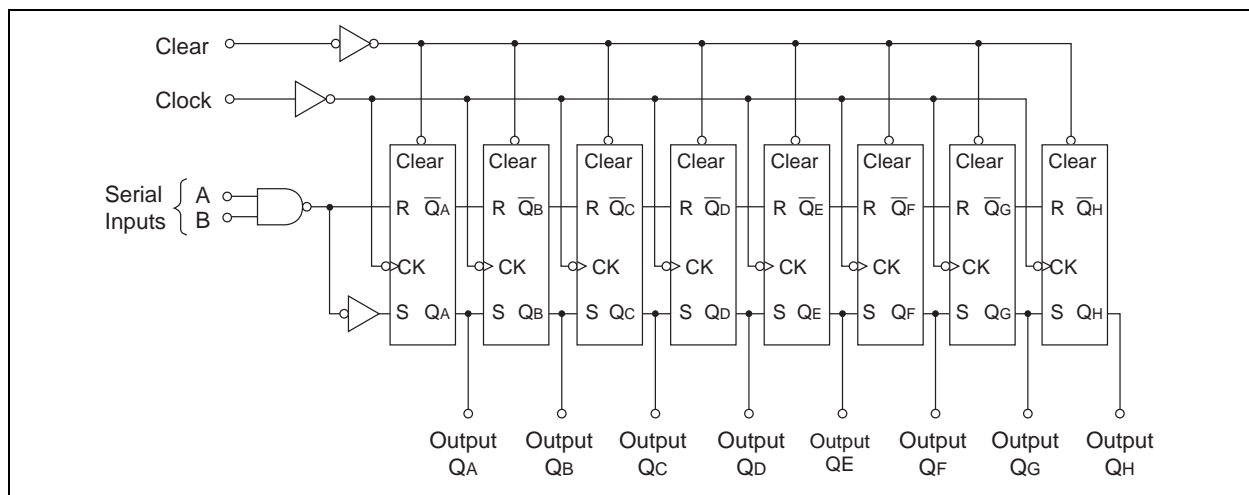 Clear
Clock
Clear Clear Clear Clear Clear Clear Clear Clear
Serial Inputs { A B
R Q̅A R Q̅B R Q̅C R Q̅D R Q̅E R Q̅F R Q̅G R Q̅H
CK CK CK CK CK CK CK CK
S QA S QB S QC S QD S QE S QF S QG S QH
Output Output Output Output Output Output Output Output
QA QB QC QD QE QF QG QH